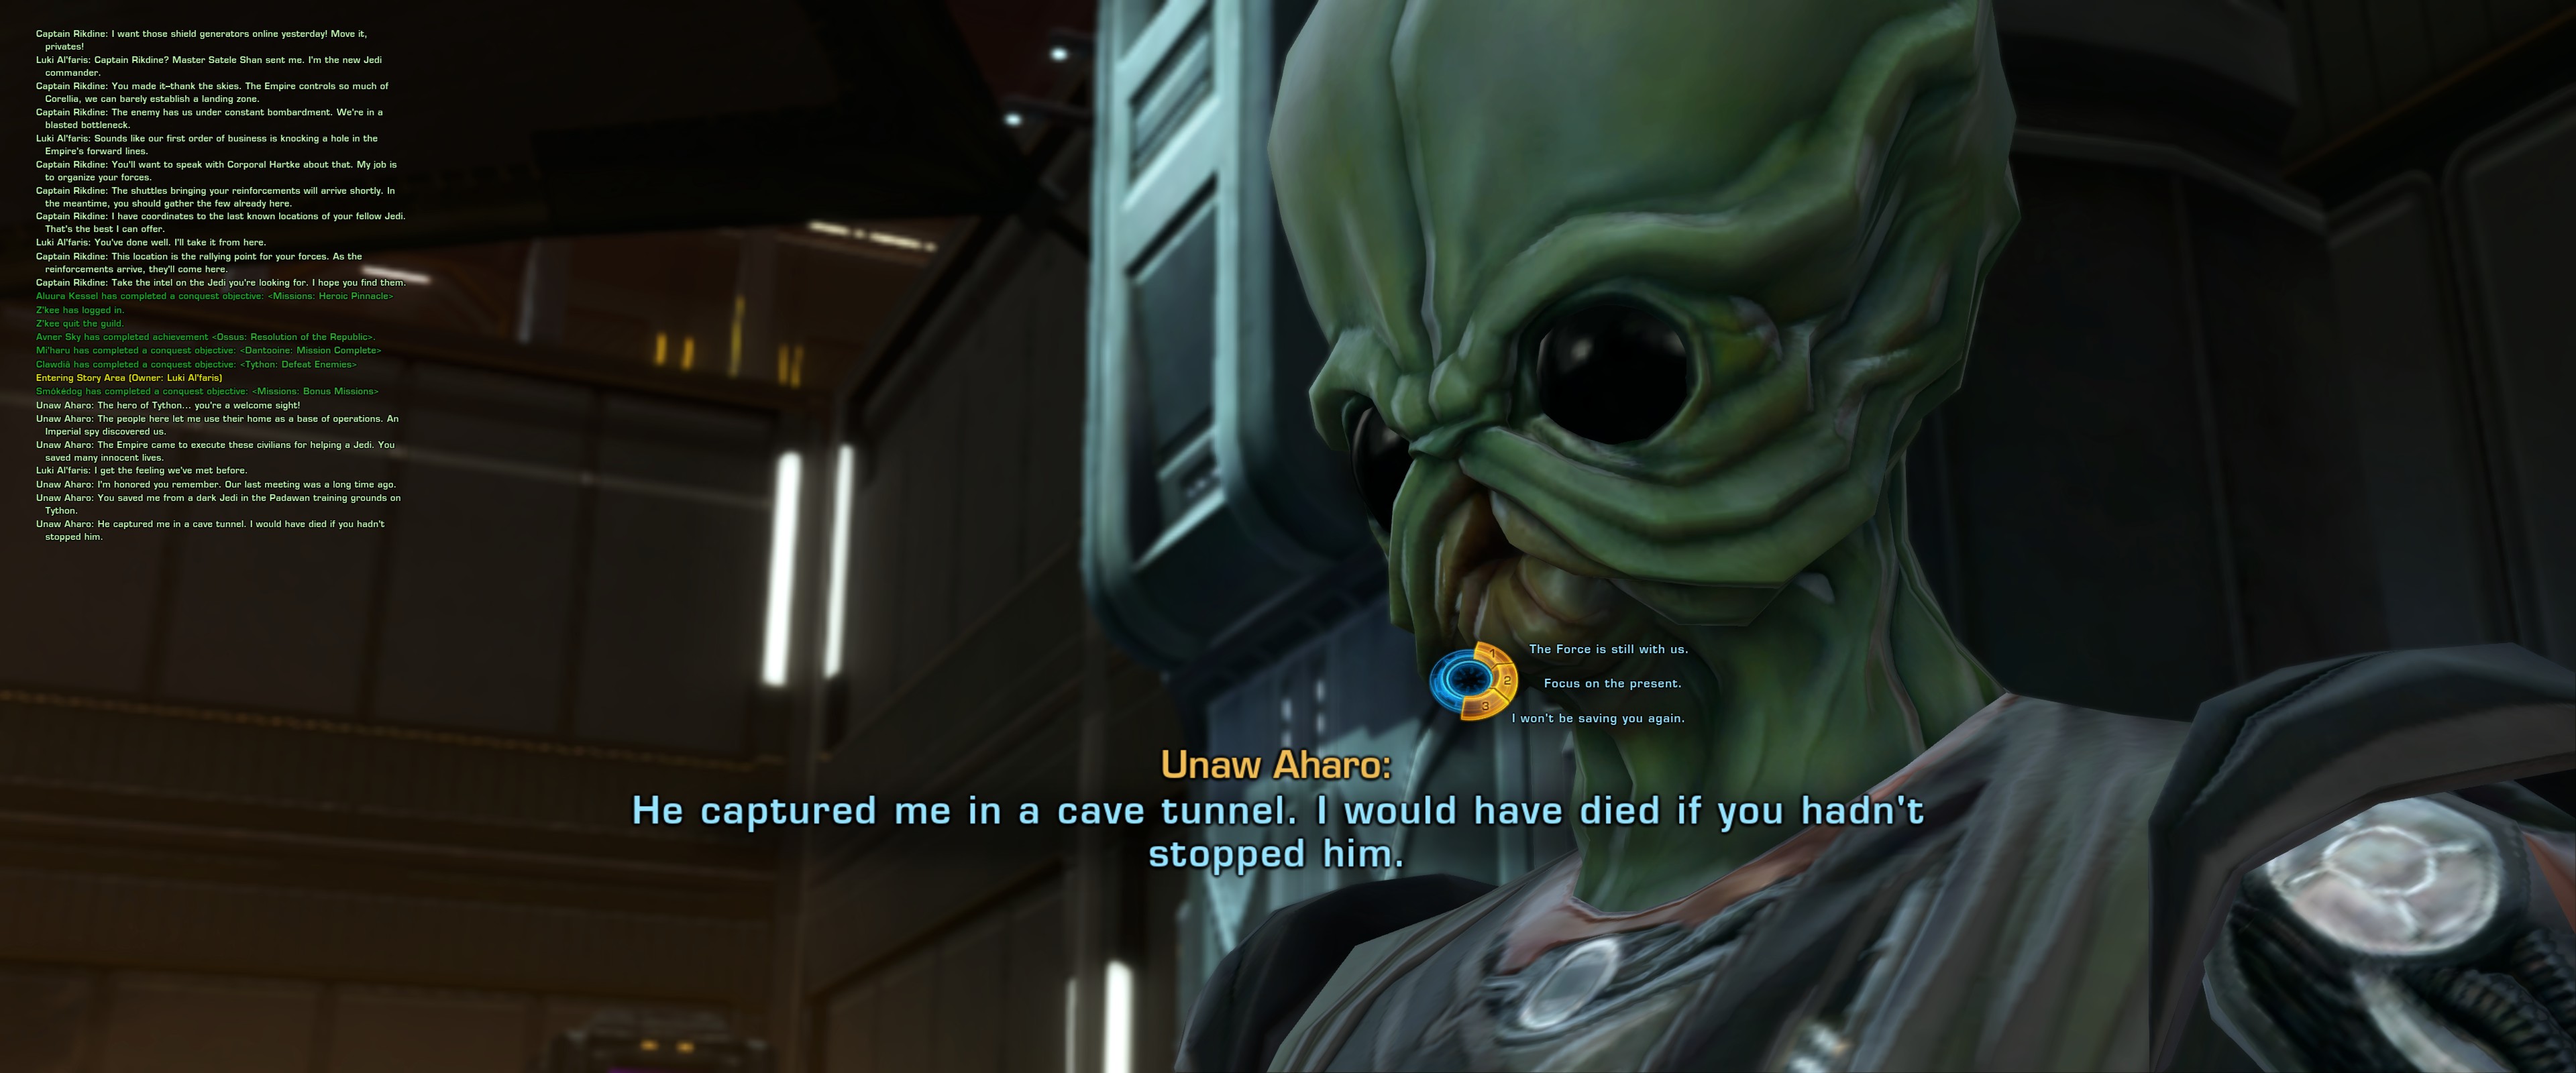 Captain Rikdine: I want those shield generators online yesterday! Move it,
privates!
Luki Al'faris: Captain Rikdine? Master Satele Shan sent me. I'm the new Jedi
commander.
Captain Rikdine: You made it—thank the skies. The Empire controls so much of
Corellia, we can barely establish a landing zone.
Captain Rikdine: The enemy has us under constant bombardment. We're in a
blasted bottleneck.
Luki Al'faris: Sounds like our first order of business is knocking a hole in the
Empire's forward lines.
Captain Rikdine: You'll want to speak with Corporal Hartke about that. My job is
to organize your forces.
Captain Rikdine: The shuttles bringing your reinforcements will arrive shortly. In
the meantime, you should gather the few already here.
Captain Rikdine: I have coordinates to the last known locations of your fellow Jedi.
That's the best I can offer.
Luki Al'faris: You've done well. I'll take it from here.
Captain Rikdine: This location is the rallying point for your forces. As the
reinforcements arrive, they'll come here.
Captain Rikdine: Take the intel on the Jedi you're looking for. I hope you find them.
Aluura Kessel has completed a conquest objective: <Missions: Heroic Pinnacle>
Z'kee has logged in.
Z'kee quit the guild.
Avner Sky has completed achievement <Ossus: Resolution of the Republic>.
Mi'haru has completed a conquest objective: <Dantooine: Mission Complete>
Clawdiâ has completed a conquest objective: <Tython: Defeat Enemies>
Entering Story Area (Owner: Luki Al'faris)
Smókèdog has completed a conquest objective: <Missions: Bonus Missions>
Unaw Aharo: The hero of Tython... you're a welcome sight!
Unaw Aharo: The people here let me use their home as a base of operations. An
Imperial spy discovered us.
Unaw Aharo: The Empire came to execute these civilians for helping a Jedi. You
saved many innocent lives.
Luki Al'faris: I get the feeling we've met before.
Unaw Aharo: I'm honored you remember. Our last meeting was a long time ago.
Unaw Aharo: You saved me from a dark Jedi in the Padawan training grounds on
Tython.
Unaw Aharo: He captured me in a cave tunnel. I would have died if you hadn't
stopped him.
1 The Force is still with us.
2 Focus on the present.
3 I won't be saving you again.
Unaw Aharo:
He captured me in a cave tunnel. I would have died if you hadn't
stopped him.